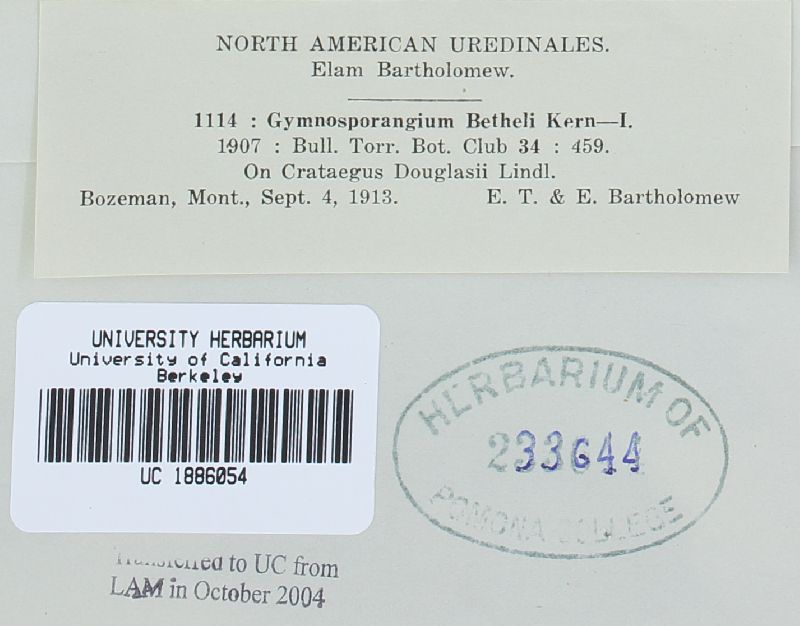 NORTH AMERICAN UREDINALES.
Elam Bartholomew.
1114 : Gymnosporangium Betheli Kern—I.
1907 : Bull. Torr. Bot. Club 34 : 459.
On Crataegus Douglasii Lindl.
Bozeman, Mont., Sept. 4, 1913. E. T. & E. Bartholomew
UNIVERSITY HERBARIUM
University of California
Berkeley
UC 1886054
HERBARIUM OF
233644
POMONA COLLEGE
Transferred to UC from
LAM in October 2004